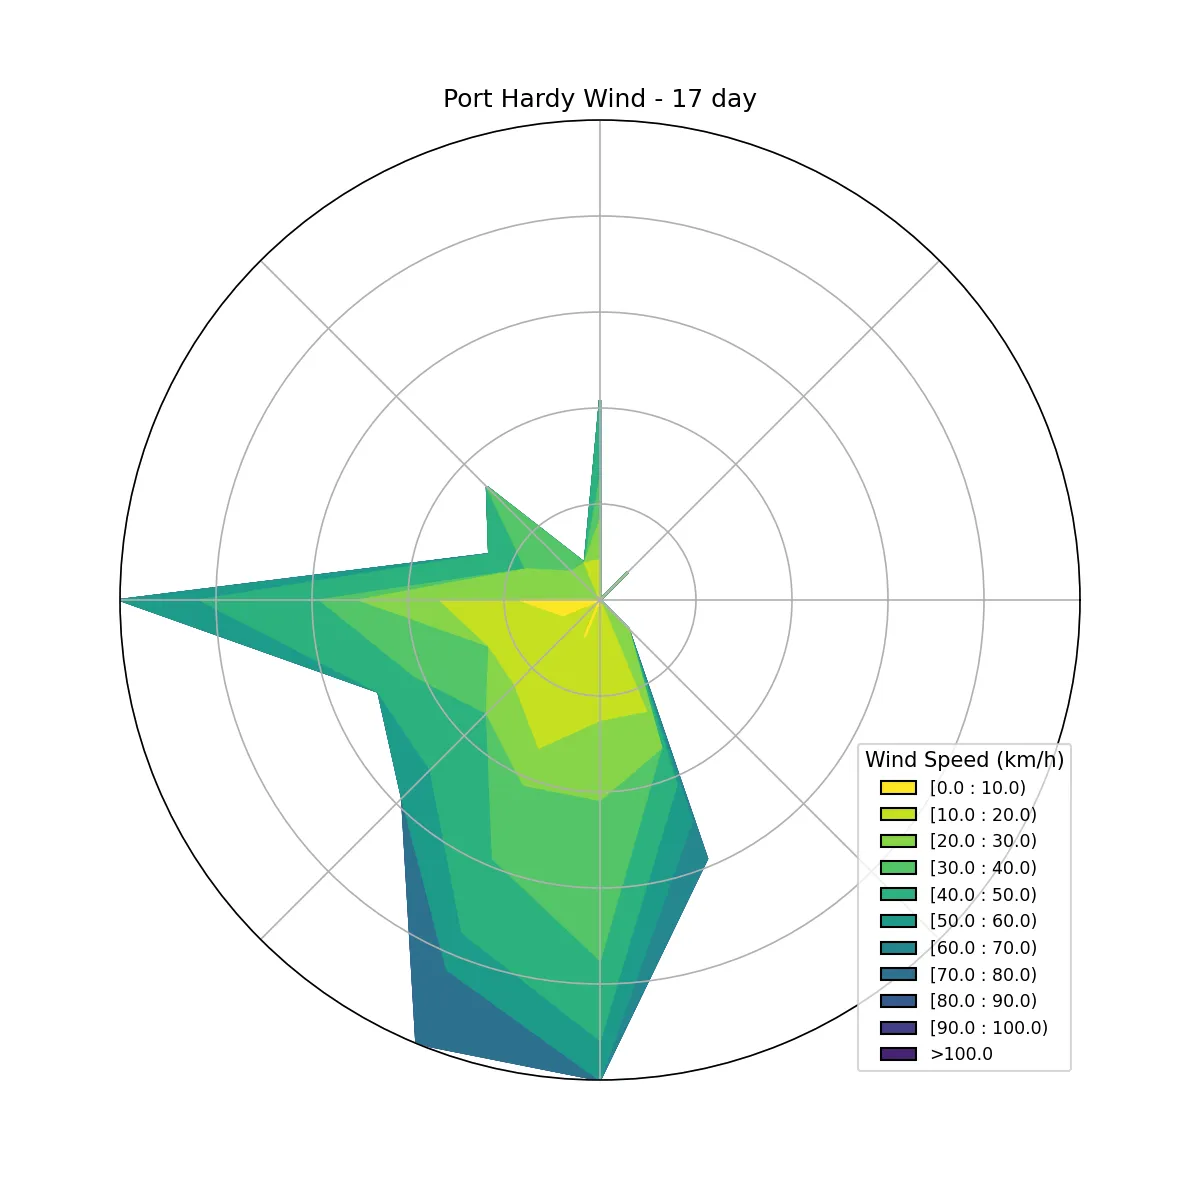 Port Hardy Wind - 17 day
Wind Speed (km/h)
[0.0 : 10.0)
[10.0 : 20.0)
[20.0 : 30.0)
[30.0 : 40.0)
[40.0 : 50.0)
[50.0 : 60.0)
[60.0 : 70.0)
[70.0 : 80.0)
[80.0 : 90.0)
[90.0 : 100.0)
>100.0